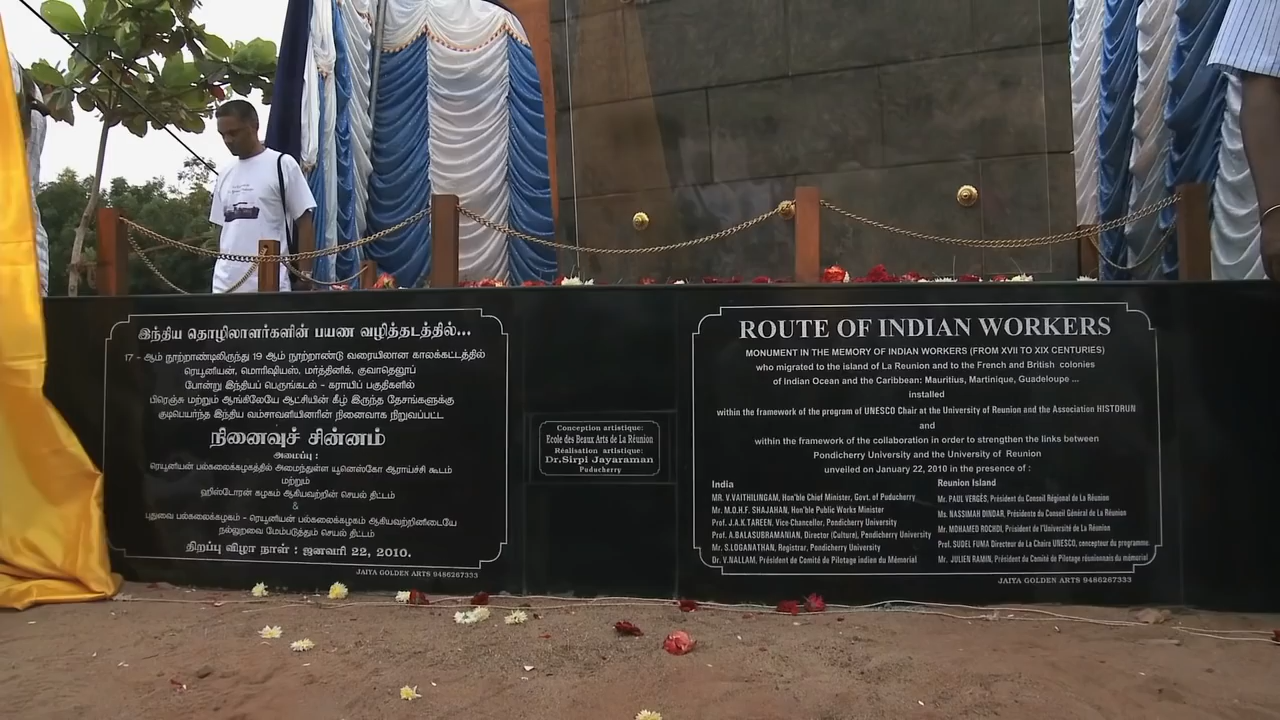 இந்திய தொழிலாளர்களின் பயண வழித்தடத்தில்...
17 - ஆம் நூற்றாண்டிலிருந்து 19 ஆம் நூற்றாண்டு வரையிலான காலக்கட்டத்தில்
ரெயூனியன், மொரிஷியஸ், மர்த்தினிக், குவாதெலூப்
போன்று இந்தியப் பெருங்கடல் - கராயிப் பகுதிகளில்
பிரெஞ்சு மற்றும் ஆங்கிலேயே ஆட்சியின் கீழ் இருந்த தேசங்களுக்கு
குடிபெயர்ந்த இந்திய வம்சாவளியினரின் நினைவாக நிறுவப்பட்ட
நினைவுச் சின்னம்
அமைப்பு :
ரெயூனியன் பல்கலைக்கழகத்தில் அமைந்துள்ள யூனெஸ்கோ ஆராய்ச்சி கூடம்
மற்றும்
ஹிஸ்டோரன் கழகம் ஆகியவற்றின் செயல் திட்டம்
&
புதுவை பல்கலைக்கழகம் - ரெயூனியன் பல்கலைக்கழகம் ஆகியவற்றினிடையே
நல்லுறவை மேம்படுத்தும் செயல் திட்டம்
திறப்பு விழா நாள் : ஜனவரி 22, 2010.
JAIYA GOLDEN ARTS 9486267333
Conception artistique:
Ecole des Beaux Arts de La Réunion
Réalisation artistique:
Dr.Sirpi Jayaraman
Puducherry
ROUTE OF INDIAN WORKERS
MONUMENT IN THE MEMORY OF INDIAN WORKERS (FROM XVII TO XIX CENTURIES)
who migrated to the island of La Reunion and to the French and British colonies
of Indian Ocean and the Caribbean: Mauritius, Martinique, Guadeloupe ...
installed
within the framework of the program of UNESCO Chair at the University of Reunion and the Association HISTORUN
and
within the framework of the collaboration in order to strengthen the links between
Pondicherry University and the University of Reunion
unveiled on January 22, 2010 in the presence of :
India
MR. V.VAITHILINGAM, Hon'ble Chief Minister, Govt. of Puducherry
Mr. M.O.H.F. SHAJAHAN, Hon'ble Public Works Minister
Prof. J.A.K.TAREEN, Vice-Chancellor, Pondicherry University
Prof. A.BALASUBRAMANIAN, Director (Culture), Pondicherry University
Mr. S.LOGANATHAN, Registrar, Pondicherry University
Dr. V.NALLAM, Président de Comité de Pilotage indien du Mémorial
Reunion Island
Mr. PAUL VERGÈS, Président du Conseil Régional de La Réunion
Ms. NASSIMAH DINDAR, Présidente du Conseil Général de La Réunion
Mr. MOHAMED ROCHDI, Président de l'Université de La Réunion
Prof. SUDEL FUMA Directeur de La Chaire UNESCO, concepteur du programme.
Mr. JULIEN RAMIN, Président du Comité de Pilotage réunionnais du mémorial
JAIYA GOLDEN ARTS 9486267333